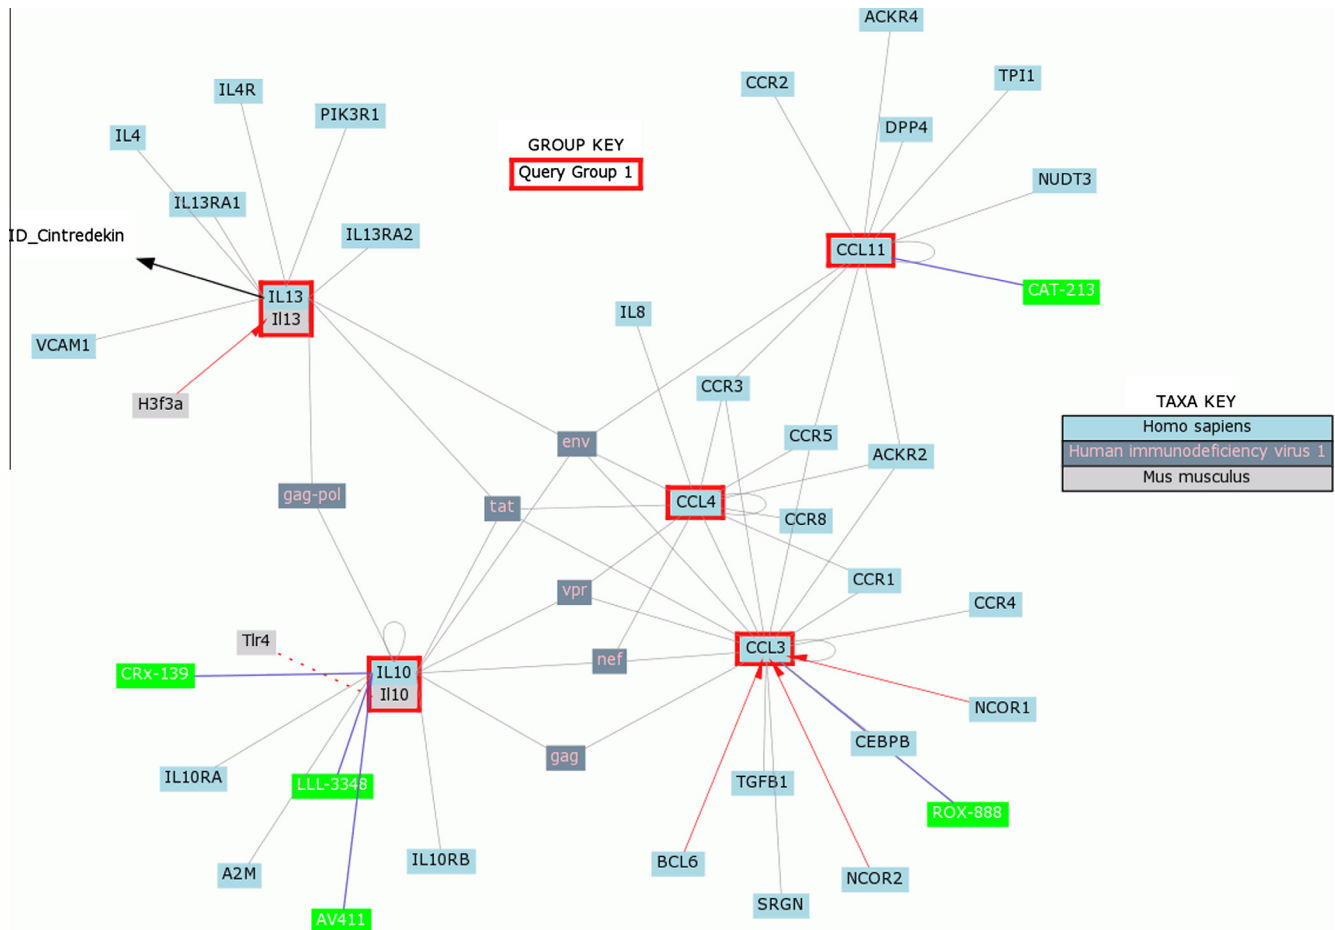 ACKR4
CCR2
TPI1
IL4R
PIK3R1
DPP4
IL4
GROUP KEY
Query Group 1
NUDT3
IL13RA1
ID_Cintredekin
IL13RA2
CCL11
CAT-213
IL13
Il13
IL8
VCAM1
CCR3
H3f3a
TAXA KEY
Homo sapiens
Human immunodeficiency virus 1
Mus musculus
env
CCR5
ACKR2
gag-pol
tat
CCL4
CCR8
vpr
CCR1
CCR4
Tlr4
CCL3
nef
CRx-139
IL10
Il10
NCOR1
CEBPB
gag
IL10RA
LLL-3348
TGFB1
ROX-888
IL10RB
BCL6
A2M
NCOR2
SRGN
AV411